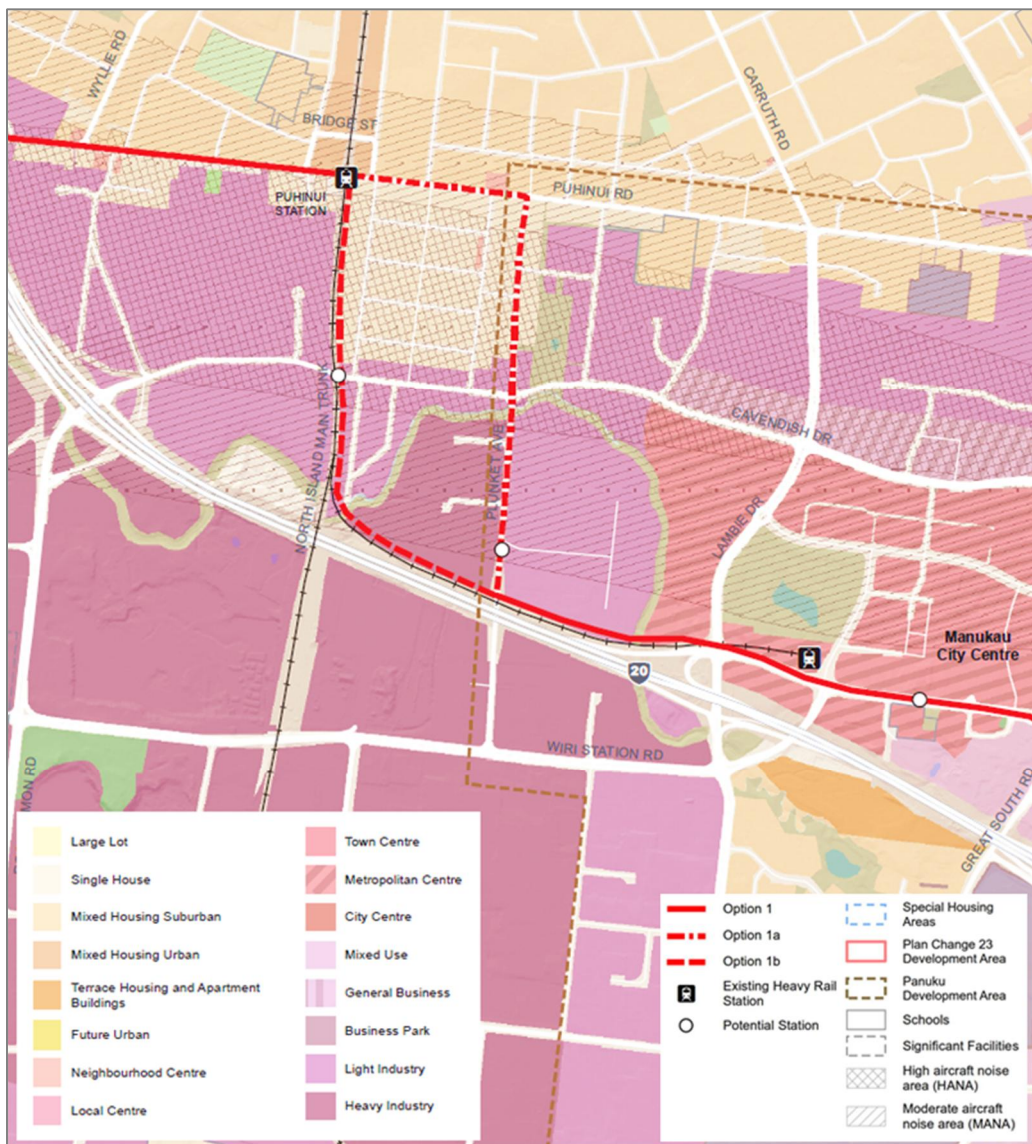 WYLLIE RD
BRIDGE ST
CARRUTH RD
PUHINUI
STATION
PUHINUI RD
NORTH ISLAND MAIN TRUNK
PLUNKET AVE
CAVENDISH DR
LAMBIE DR
Manukau
City Centre
20
WIRI STATION RD
MON RD
GREAT SOUTH RD
Large Lot
Single House
Mixed Housing Suburban
Mixed Housing Urban
Terrace Housing and Apartment
Buildings
Future Urban
Neighbourhood Centre
Local Centre
Town Centre
Metropolitan Centre
City Centre
Mixed Use
General Business
Business Park
Light Industry
Heavy Industry
Option 1
Option 1a
Option 1b
Existing Heavy Rail
Station
Potential Station
Special Housing
Areas
Plan Change 23
Development Area
Panuku
Development Area
Schools
Significant Facilities
High aircraft noise
area (HANA)
Moderate aircraft
noise area (MANA)